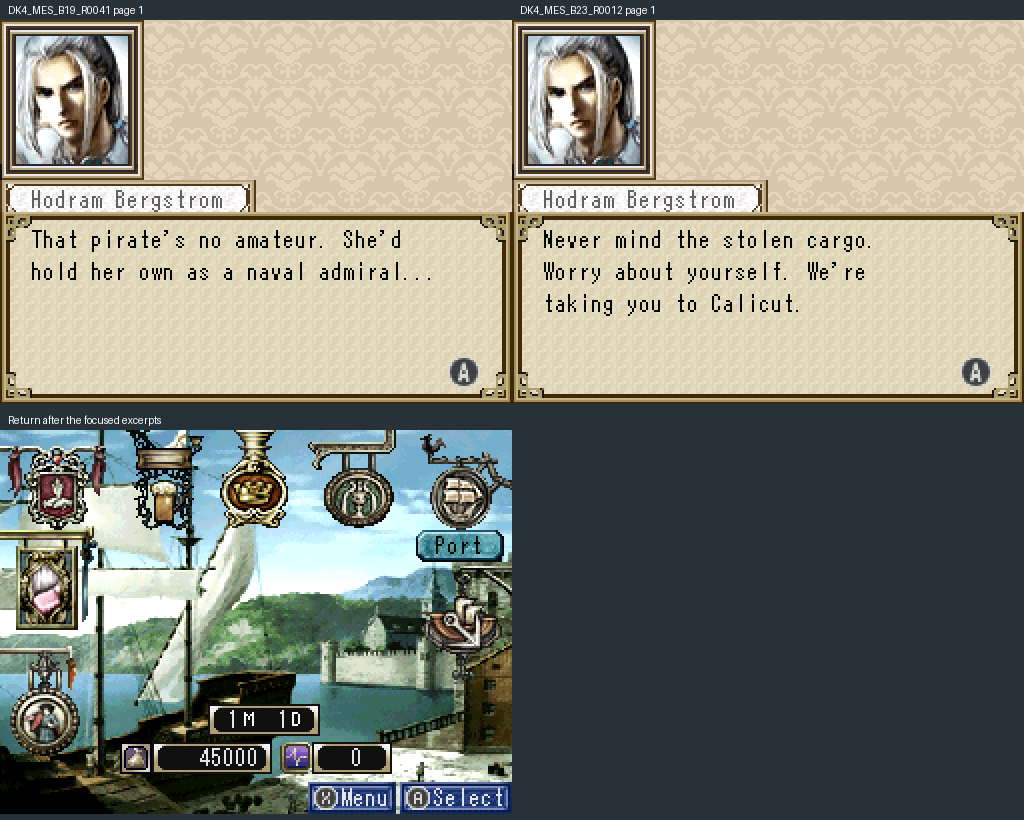 DK4_MES_B19_R0041 page 1
Hodram Bergstrom
That pirate's no amateur. She'd
hold her own as a naval admiral...
A
DK4_MES_B23_R0012 page 1
Hodram Bergstrom
Never mind the stolen cargo.
Worry about yourself. We're
taking you to Calicut.
A
Return after the focused excerpts
Port
1M 1D
45000
0
X Menu
A Select